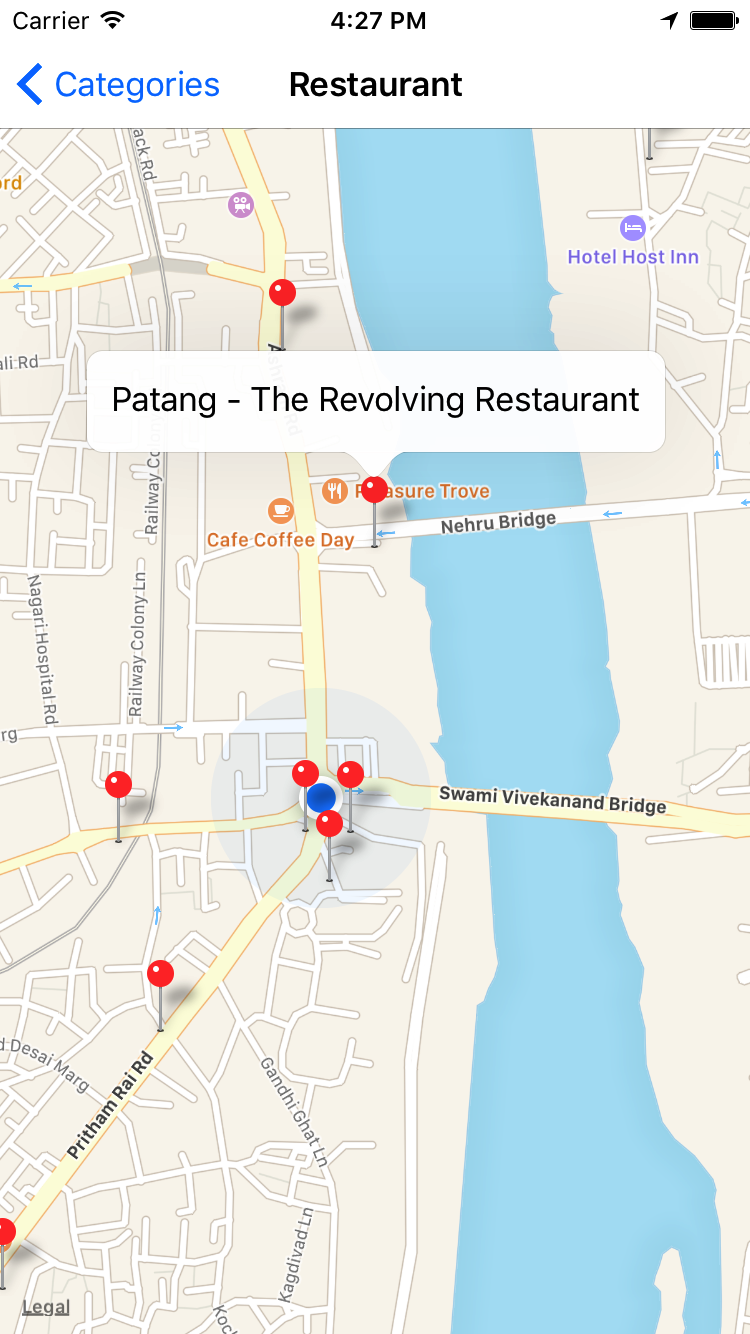 Carrier 4:27 PM
Categories Restaurant
ack Rd
ord
Hotel Host Inn
ali Rd
Patang - The Revolving Restaurant
Railway Colony
Pleasure Trove
Cafe Coffee Day
Nehru Bridge
Nagari Hospital Rd
Railway Colony Ln
rg
Swami Vivekanand Bridge
d Desai Marg
Pritham Rai Rd
Gandhi Ghat Ln
Kagdivad Ln
Legal
Koch